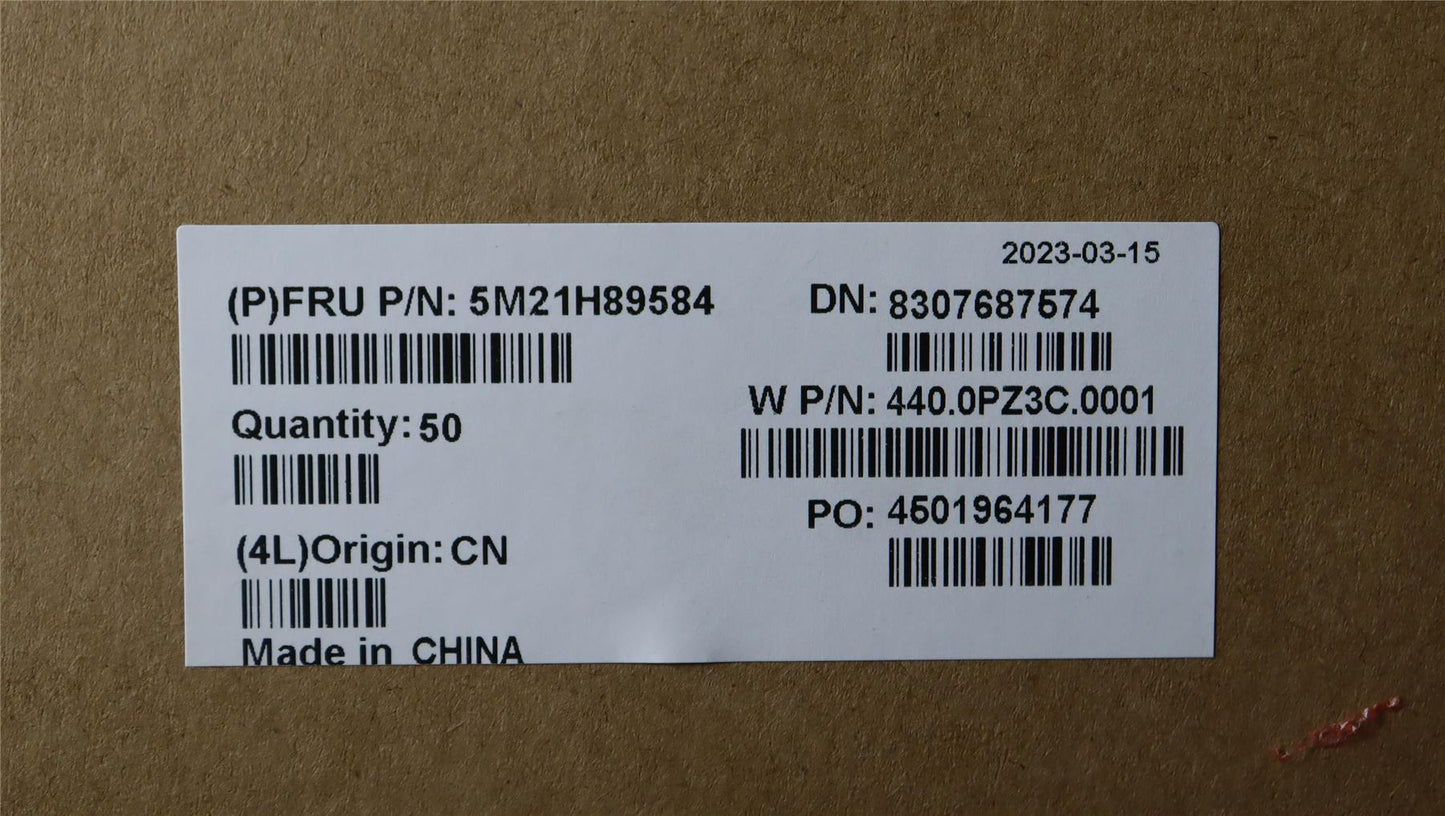 2023-03-15
(P)FRU P/N: 5M21H89584
DN: 8307687574
W P/N: 440.0PZ3C.0001
Quantity: 50
PO: 4501964177
(4L)Origin: CN
Made in CHINA